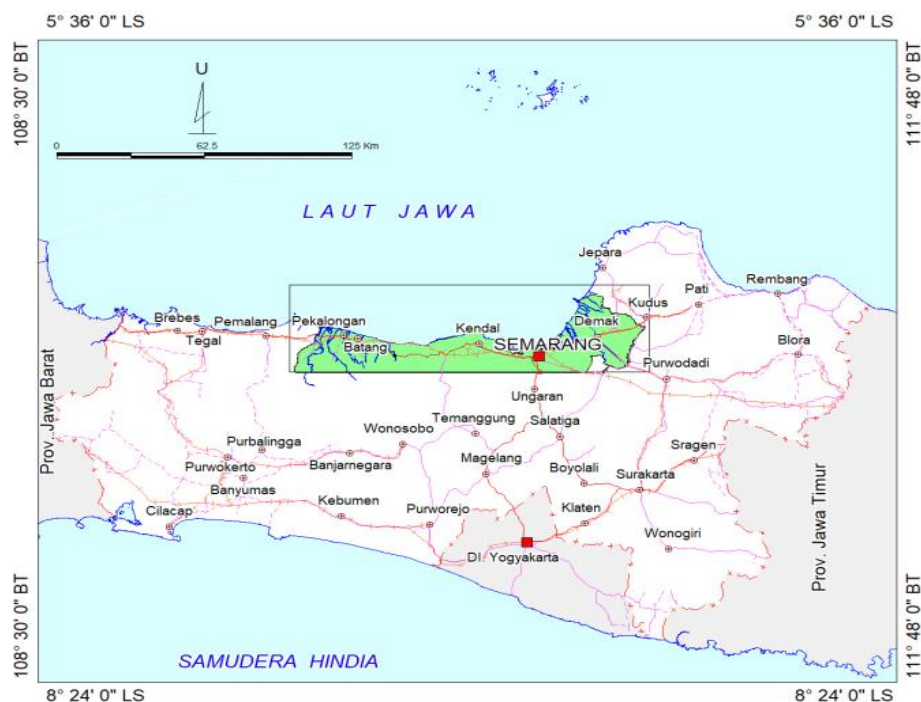 5° 36' 0" LS
5° 36' 0" LS
108° 30' 0" BT
111° 48' 0" BT
U
0
62.5
125 Km
LAUT JAWA
Jepara
Rembang
Pati
Kudus
Brebes
Tegal
Pemalang
Pekalongan
Batang
Kendal
Demak
SEMARANG
Blora
Purwodadi
Ungaran
Prov. Jawa Barat
Temanggung
Salatiga
Wonosobo
Purbalingga
Sragen
Purwokerto
Banjarnegara
Magelang
Boyolali
Surakarta
Banyumas
Cilacap
Kebumen
Purworejo
Klaten
Wonogiri
DI. Yogyakarta
Prov. Jawa Timur
108° 30' 0" BT
111° 48' 0" BT
SAMUDERA HINDIA
8° 24' 0" LS
8° 24' 0" LS